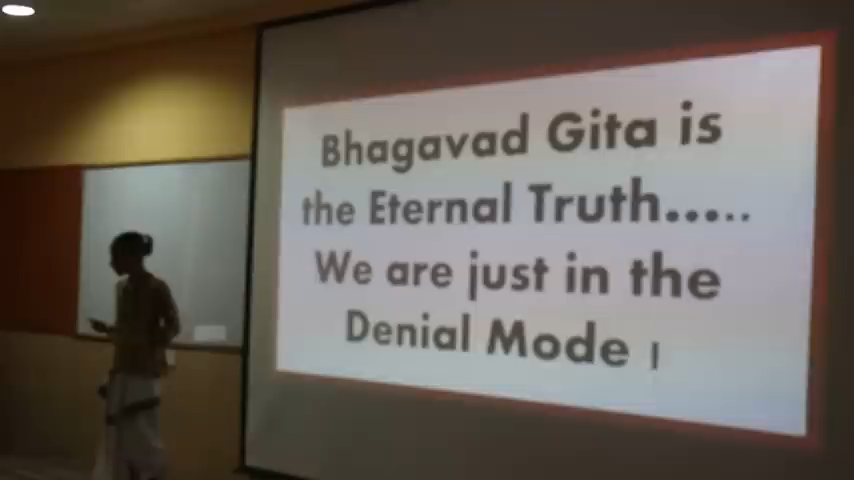 Bhagavad Gita is
the Eternal Truth.....
We are just in the
Denial Mode !